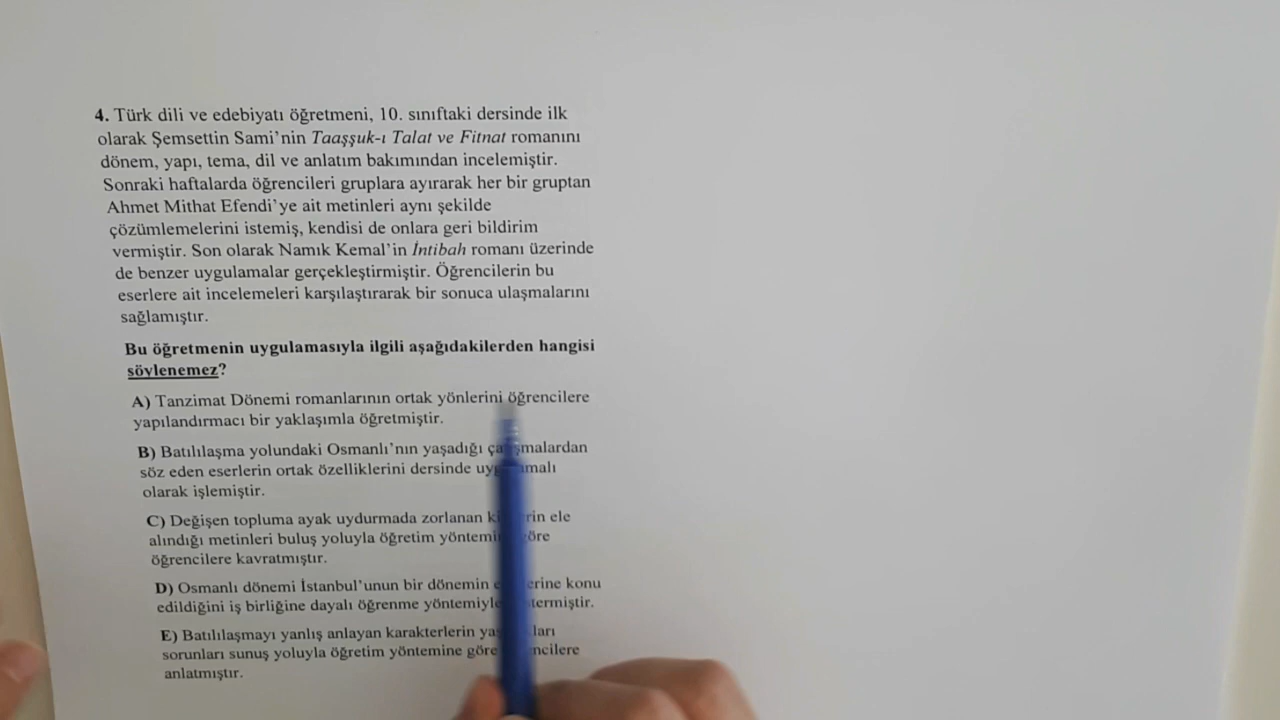 4. Türk dili ve edebiyatı öğretmeni, 10. sınıftaki dersinde ilk
olarak Şemsettin Sami'nin Taaşşuk-ı Talat ve Fitnat romanını
dönem, yapı, tema, dil ve anlatım bakımından incelemiştir.
Sonraki haftalarda öğrencileri gruplara ayırarak her bir gruptan
Ahmet Mithat Efendi'ye ait metinleri aynı şekilde
çözümlemelerini istemiş, kendisi de onlara geri bildirim
vermiştir. Son olarak Namık Kemal'in İntibah romanı üzerinde
de benzer uygulamalar gerçekleştirmiştir. Öğrencilerin bu
eserlere ait incelemeleri karşılaştırarak bir sonuca ulaşmalarını
sağlamıştır.
Bu öğretmenin uygulamasıyla ilgili aşağıdakilerden hangisi
söylenemez?
A) Tanzimat Dönemi romanlarının ortak yönlerini öğrencilere
yapılandırmacı bir yaklaşımla öğretmiştir.
B) Batılılaşma yolundaki Osmanlı'nın yaşadığı
söz eden eserlerin ortak özelliklerini dersinde
olarak işlemiştir.
C) Değişen topluma ayak uydurmada zorlanan ele
alındığı metinleri buluş yoluyla öğretim
öğrencilere kavratmıştır.
D) Osmanlı dönemi İstanbul'unun bir dönemin konu
edildiğini iş birliğine dayalı öğrenme
E) Batılılaşmayı yanlış anlayan karakterlerin
sorunları sunuş yoluyla öğretim yöntemine göre
anlatmıştır.